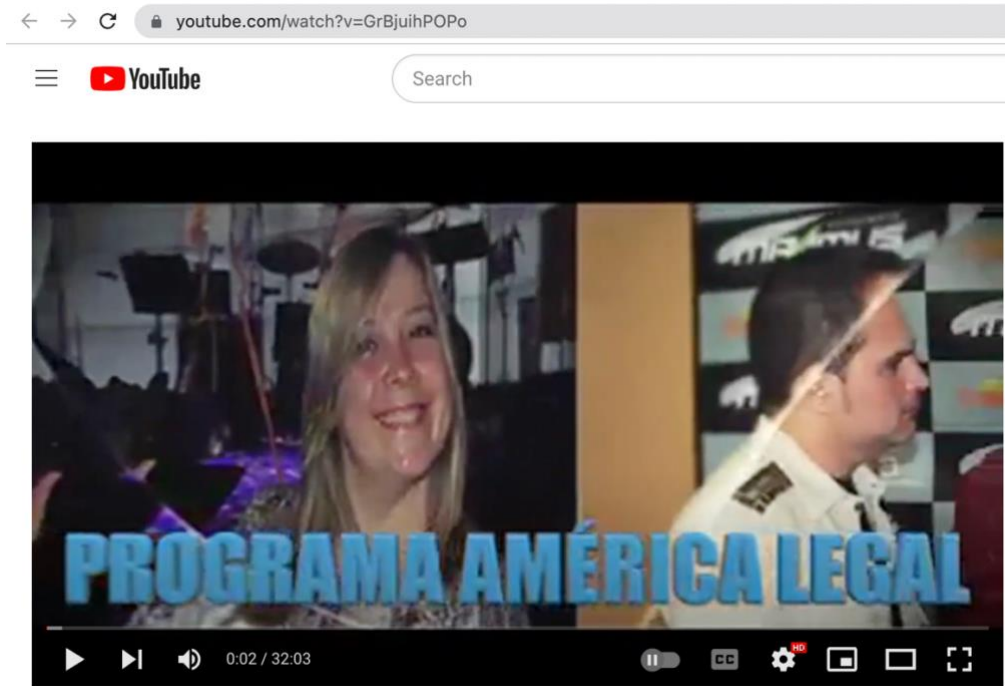 youtube.com/watch?v=GrBjuihPOPo
YouTube
Search
PROGRAMA AMÉRICA LEGAL
0:02 / 32:03
CC
HD